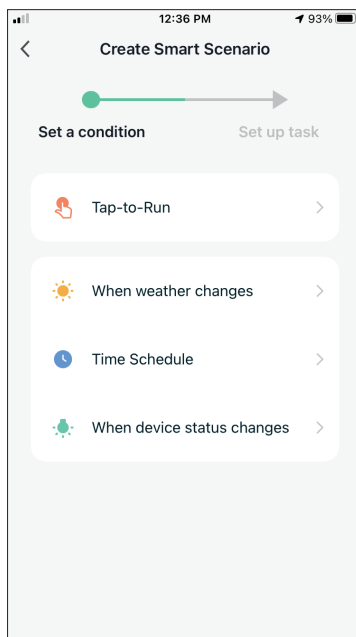 12:36 PM 93%
Create Smart Scenario
Set a condition Set up task
Tap-to-Run
When weather changes
Time Schedule
When device status changes